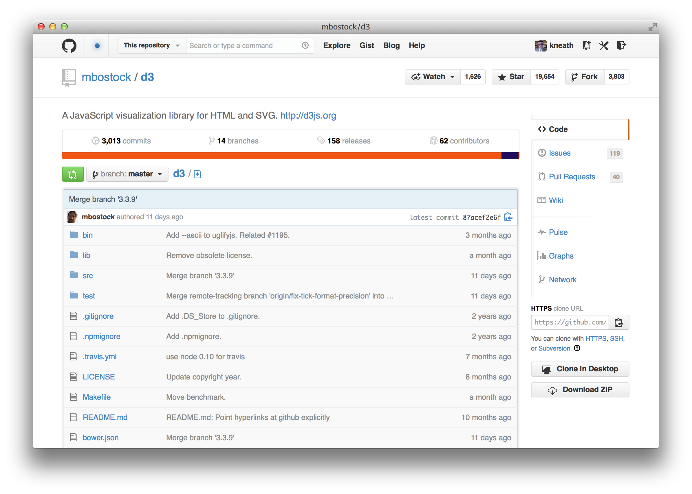 mbostock/d3
This repository Search or type a command Explore Gist Blog Help kneath
mbostock / d3 Watch 1,626 Star 19,654 Fork 3,803
A JavaScript visualization library for HTML and SVG. http://d3js.org
3,013 commits 14 branches 158 releases 62 contributors
branch: master d3 /
Merge branch '3.3.9'
mbostock authored 11 days ago latest commit 87acef2e6f
bin Add --ascii to uglifyjs. Related #1195. 3 months ago
lib Remove obsolete license. a month ago
src Merge branch '3.3.9' 11 days ago
test Merge remote-tracking branch 'origin/fix-tick-format-precision' into … 11 days ago
.gitignore Add .DS_Store to .gitignore. 2 years ago
.npmignore Add .npmignore. 2 years ago
.travis.yml use node 0.10 for travis 7 months ago
LICENSE Update copyright year. 8 months ago
Makefile Move benchmark. a month ago
README.md README.md: Point hyperlinks at github explicitly 10 months ago
bower.json Merge branch '3.3.9' 11 days ago
Code
Issues 119
Pull Requests 40
Wiki
Pulse
Graphs
Network
HTTPS clone URL
https://github.com/
You can clone with HTTPS, SSH,
or Subversion.
Clone in Desktop
Download ZIP